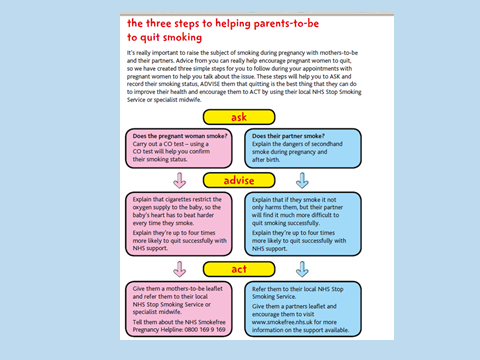 the three steps to helping parents-to-be
to quit smoking
It's really important to raise the subject of smoking during pregnancy with mothers-to-be
and their partners. Advice from you can really help encourage pregnant women to quit,
so we have created three simple steps for you to follow during your appointments with
pregnant women to help you talk about the issue. These steps will help you to ASK and
record their smoking status, ADVISE them that quitting is the best thing that they can do
to improve their health and encourage them to ACT by using their local NHS Stop Smoking
Service or specialist midwife.
ask
Does the pregnant woman smoke?
Carry out a CO test – using a
CO test will help you confirm
their smoking status.
Does their partner smoke?
Explain the dangers of secondhand
smoke during pregnancy and
after birth.
advise
Explain that cigarettes restrict the
oxygen supply to the baby, so the
baby's heart has to beat harder
every time they smoke.
Explain they're up to four times
more likely to quit successfully with
NHS support.
Explain that if they smoke it not
only harms them, but their partner
will find it much more difficult to
quit smoking successfully.
Explain they're up to four times
more likely to quit successfully with
NHS support.
act
Give them a mothers-to-be leaflet
and refer them to their local
NHS Stop Smoking Service or
specialist midwife.
Tell them about the NHS Smokefree
Pregnancy Helpline: 0800 169 9 169
Refer them to their local NHS Stop
Smoking Service.
Give them a partners leaflet and
encourage them to visit
www.smokefree.nhs.uk for more
information on the support available.